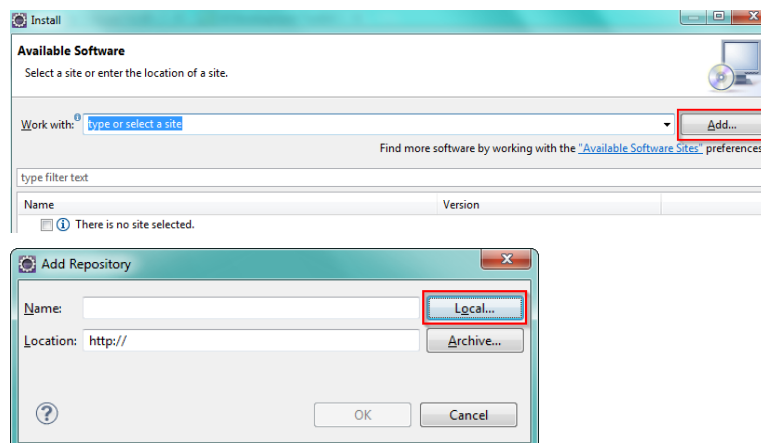 Install
Available Software
Select a site or enter the location of a site.
Work with: type or select a site Add...
Find more software by working with the "Available Software Sites" preferences
type filter text
Name Version
There is no site selected.
Add Repository
Name: Local...
Location: http:// Archive...
OK Cancel